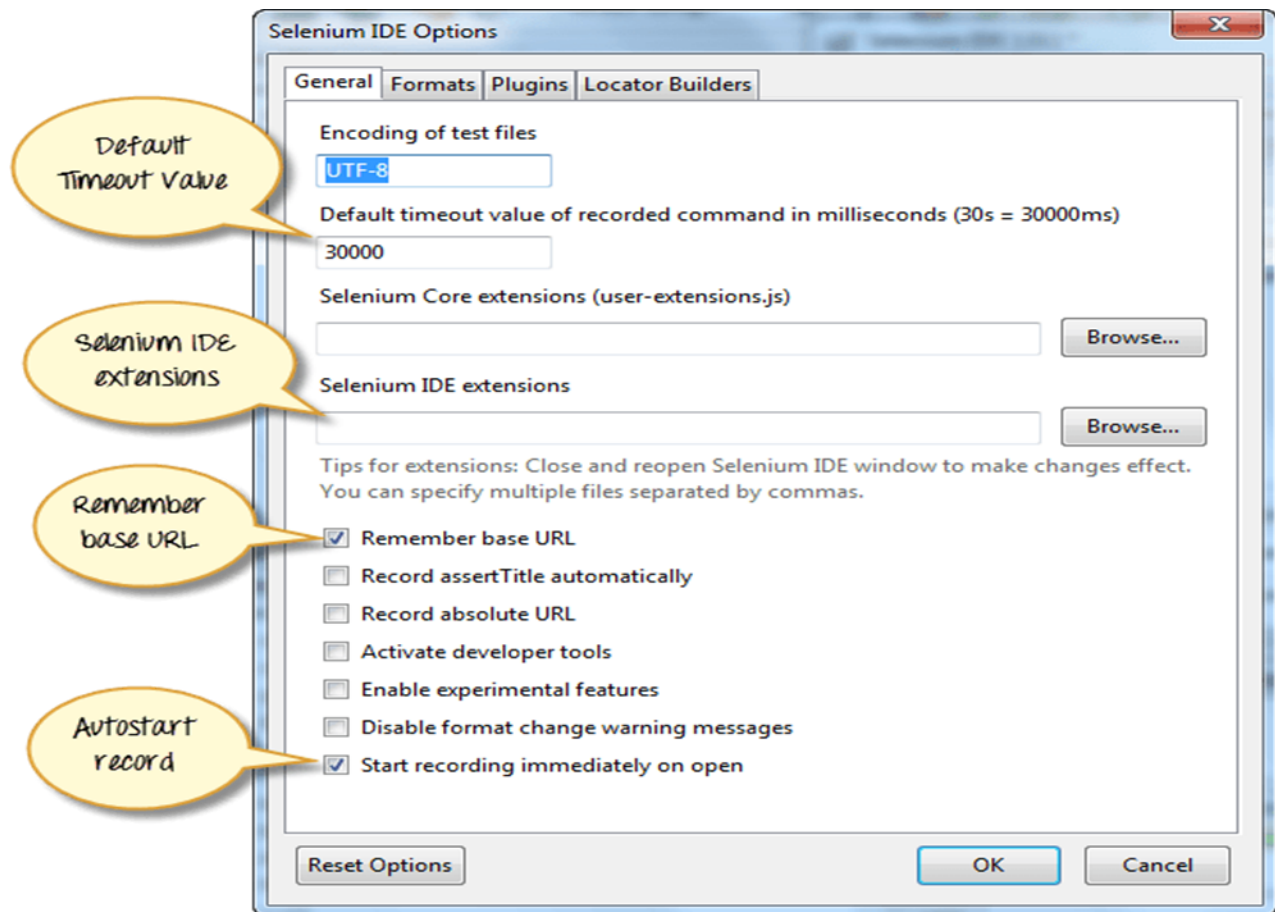 Selenium IDE Options
General Formats Plugins Locator Builders
Default
Timeout Value
Encoding of test files
UTF-8
Default timeout value of recorded command in milliseconds (30s = 30000ms)
30000
Selenium Core extensions (user-extensions.js)
Browse...
Selenium IDE
extensions
Selenium IDE extensions
Browse...
Tips for extensions: Close and reopen Selenium IDE window to make changes effect.
You can specify multiple files separated by commas.
Remember
base URL
Remember base URL
Record assertTitle automatically
Record absolute URL
Activate developer tools
Enable experimental features
Disable format change warning messages
Autostart
record
Start recording immediately on open
Reset Options OK Cancel